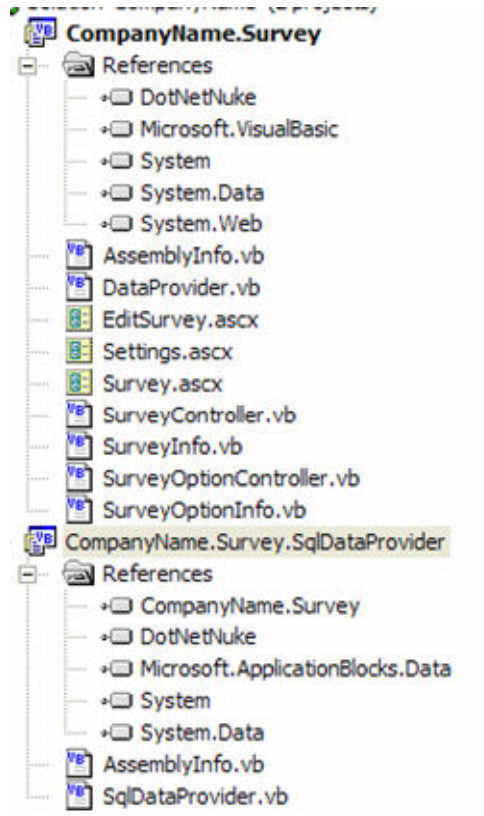 CompanyName.Survey
References
DotNetNuke
Microsoft.VisualBasic
System
System.Data
System.Web
AssemblyInfo.vb
DataProvider.vb
EditSurvey.ascx
Settings.ascx
Survey.ascx
SurveyController.vb
SurveyInfo.vb
SurveyOptionController.vb
SurveyOptionInfo.vb
CompanyName.Survey.SqlDataProvider
References
CompanyName.Survey
DotNetNuke
Microsoft.ApplicationBlocks.Data
System
System.Data
AssemblyInfo.vb
SqlDataProvider.vb